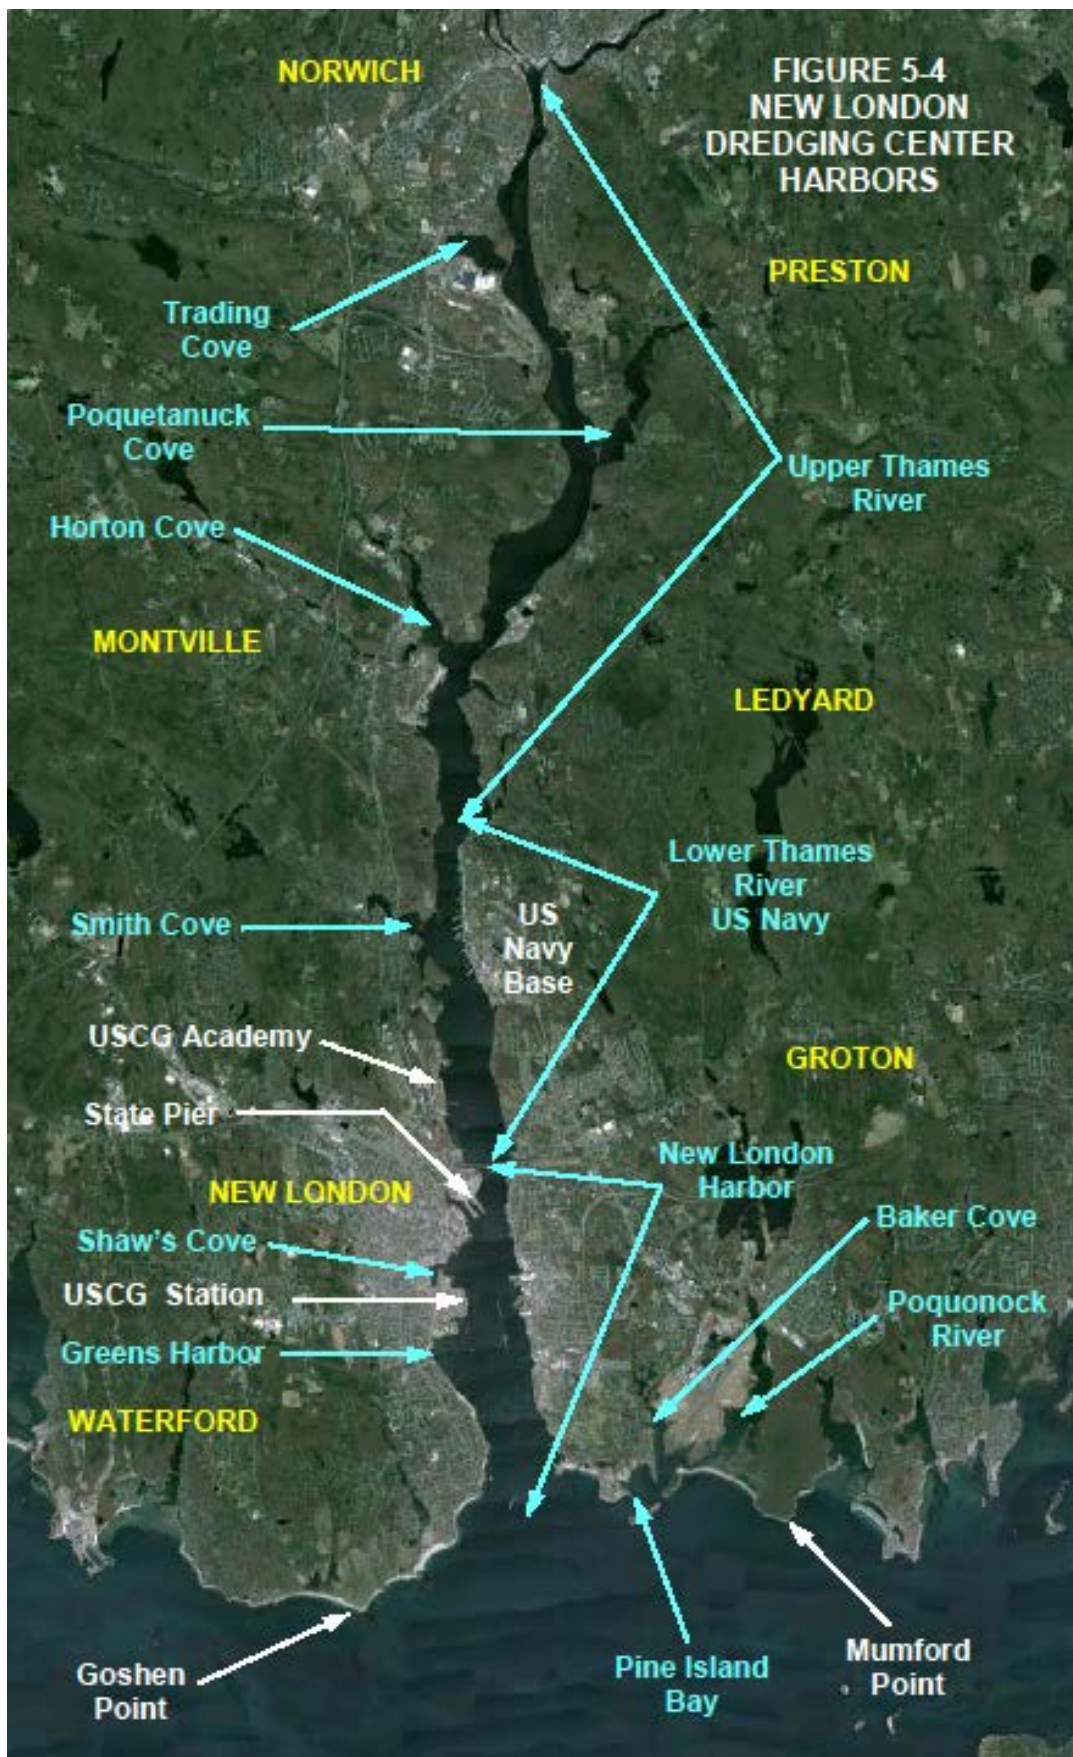 NORWICH
FIGURE 5-4
NEW LONDON
DREDGING CENTER
HARBORS
PRESTON
Trading
Cove
Poquetanuck
Cove
Upper Thames
River
Horton Cove
MONTVILLE
LEDYARD
Lower Thames
River
US Navy
Smith Cove
US
Navy
Base
USCG Academy
GROTON
State Pier
New London
Harbor
NEW LONDON
Baker Cove
Shaw's Cove
USCG Station
Poquonock
River
Greens Harbor
WATERFORD
Goshen
Point
Pine Island
Bay
Mumford
Point